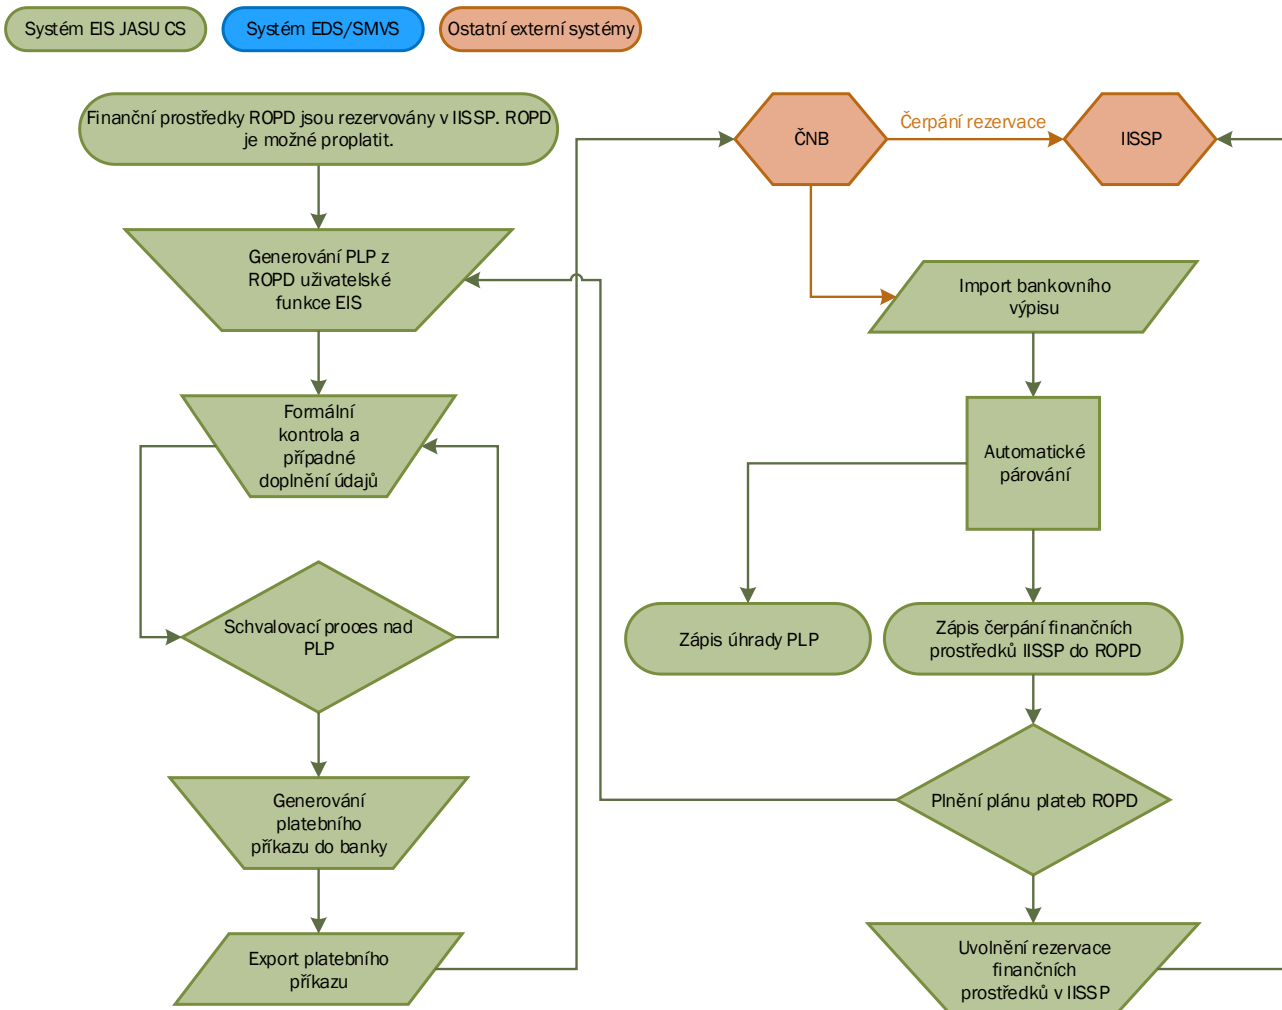 Systém EIS JASU CS
Systém EDS/SMVS
Ostatní externí systémy
Finanční prostředky ROPD jsou rezervovány v IISSP. ROPD
je možné proplatit.
Generování PLP z
ROPD uživatelské
funkce EIS
Formální
kontrola a
případné
doplnění údajů
Schvalovací proces nad
PLP
Generování
platebního
příkazu do banky
Export platebního
příkazu
ČNB
Čerpání rezervace
IISSP
Import bankovního
výpisu
Automatické
párování
Zápis úhrady PLP
Zápis čerpání finančních
prostředků IISSP do ROPD
Plnění plánu plateb ROPD
Uvolnění rezervace
finančních
prostředků v IISSP